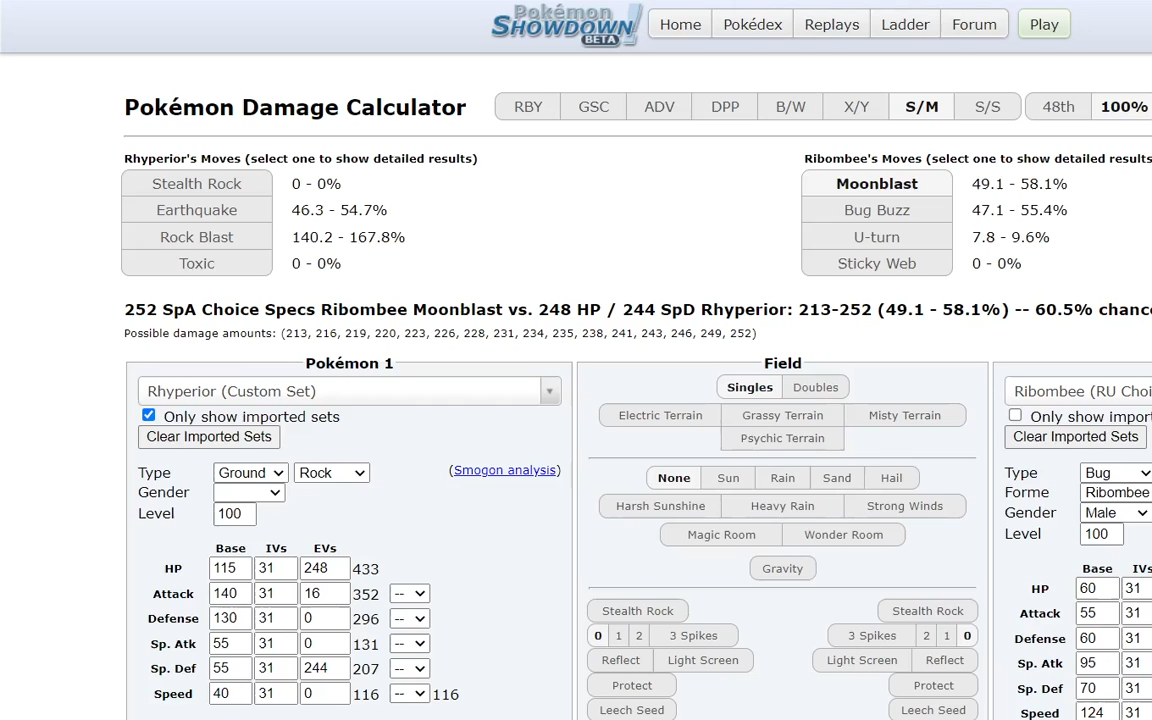 Pokémon
SHOWDOWN!
BETA
Home Pokédex Replays Ladder Forum Play
Pokémon Damage Calculator RBY GSC ADV DPP B/W X/Y S/M S/S 48th 100%
Rhyperior's Moves (select one to show detailed results) Ribombee's Moves (select one to show detailed results
Stealth Rock 0 - 0% Moonblast 49.1 - 58.1%
Earthquake 46.3 - 54.7% Bug Buzz 47.1 - 55.4%
Rock Blast 140.2 - 167.8% U-turn 7.8 - 9.6%
Toxic 0 - 0% Sticky Web 0 - 0%
252 SpA Choice Specs Ribombee Moonblast vs. 248 HP / 244 SpD Rhyperior: 213-252 (49.1 - 58.1%) -- 60.5% chance
Possible damage amounts: (213, 216, 219, 220, 223, 226, 228, 231, 234, 235, 238, 241, 243, 246, 249, 252)
Pokémon 1 Field
Rhyperior (Custom Set) Singles Doubles Ribombee (RU Choi
Only show imported sets Electric Terrain Grassy Terrain Misty Terrain Only show import
Clear Imported Sets Psychic Terrain Clear Imported Sets
Type Ground Rock (Smogon analysis) None Sun Rain Sand Hail Type Bug
Gender Forme Ribombee
Level 100 Harsh Sunshine Heavy Rain Strong Winds Gender Male
Magic Room Wonder Room Level 100
Base IVs EVs Gravity Base IVs
HP 115 31 248 433 HP 60 31
Attack 140 31 16 352 -- Stealth Rock Stealth Rock Attack 55 31
Defense 130 31 0 296 -- 0 1 2 3 Spikes 3 Spikes 2 1 0 Defense 60 31
Sp. Atk 55 31 0 131 -- Reflect Light Screen Light Screen Reflect Sp. Atk 95 31
Sp. Def 55 31 244 207 -- Protect Protect Sp. Def 70 31
Speed 40 31 0 116 -- 116 Leech Seed Leech Seed Speed 124 31